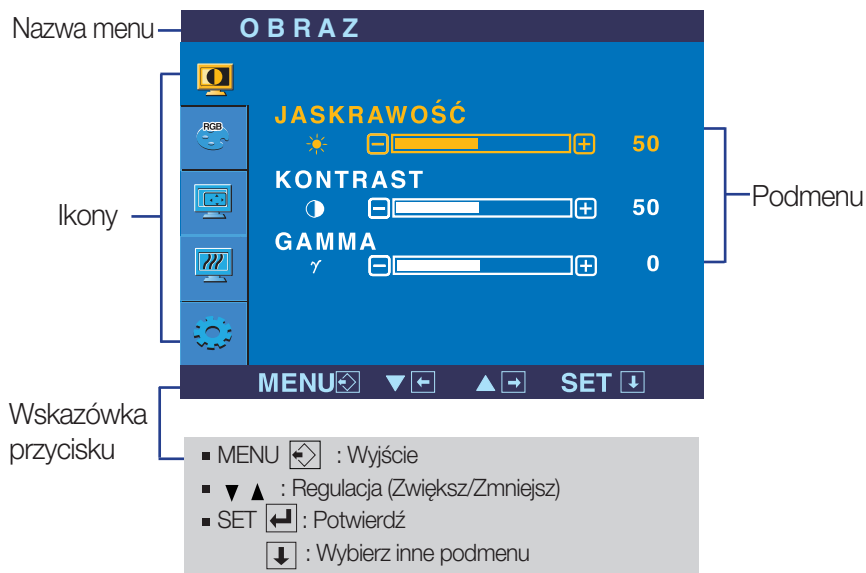 Nazwa menu
OBRAZ
RGB
JASKRAWOŚĆ
50
KONTRAST
50
GAMMA
γ
0
Ikony
Podmenu
MENU ▼ ▲ SET
Wskazówka
przycisku
MENU : Wyjście
▼ ▲ : Regulacja (Zwiększ/Zmniejsz)
SET : Potwierdź
: Wybierz inne podmenu